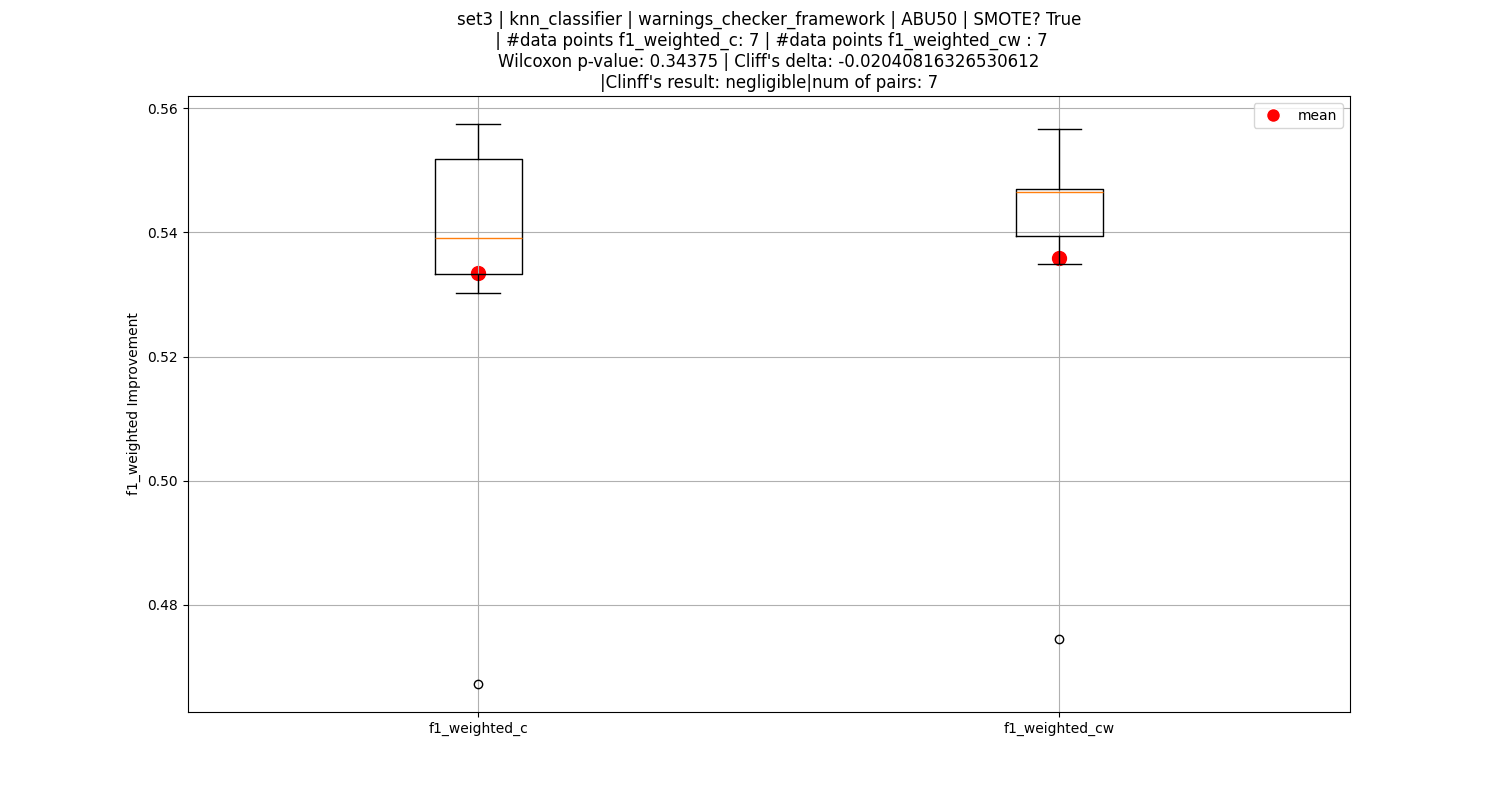 set3 | knn_classifier | warnings_checker_framework | ABU50 | SMOTE? True
| #data points f1_weighted_c: 7 | #data points f1_weighted_cw : 7
Wilcoxon p-value: 0.34375 | Cliff's delta: -0.02040816326530612
|Clinff's result: negligible|num of pairs: 7
mean
f1_weighted Improvement
0.56
0.54
0.52
0.50
0.48
f1_weighted_c
f1_weighted_cw